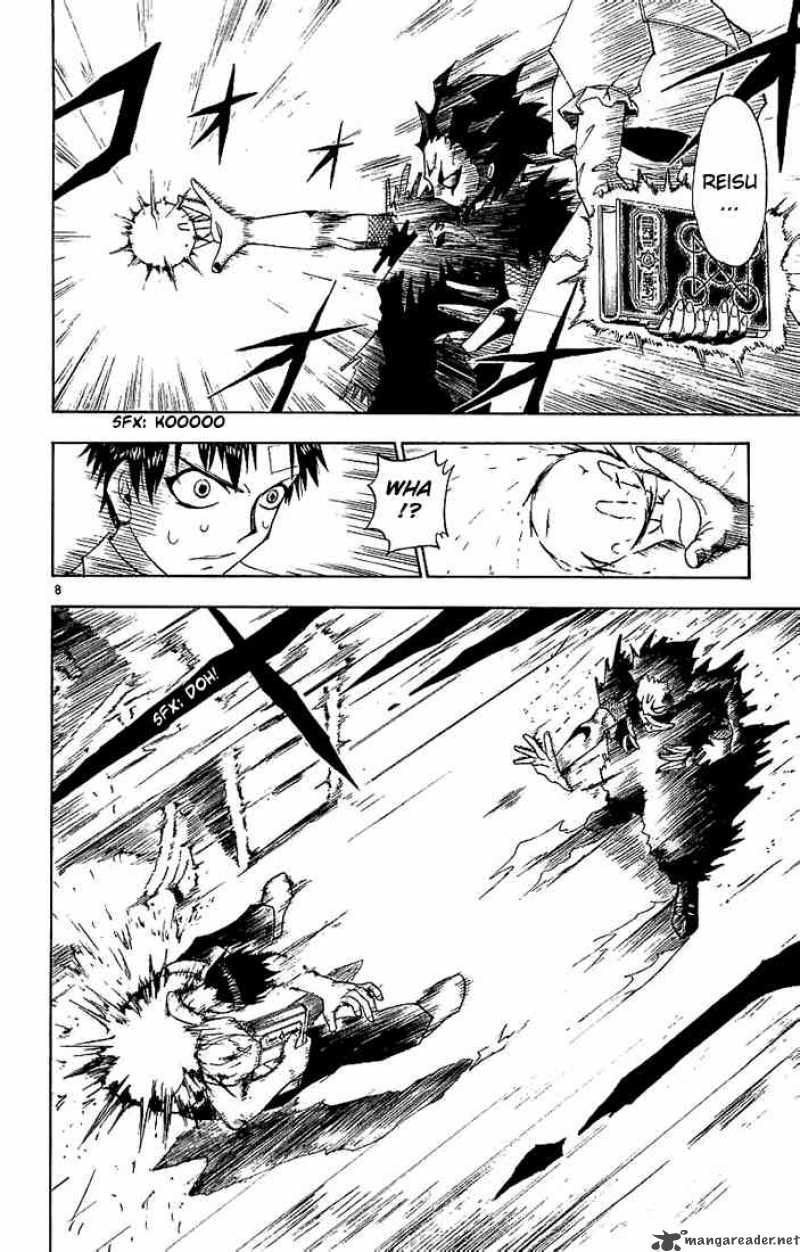 REISU
...
SFX: KOOOOO
WHA
!?
8
SFX: DOH!
mangareader.net